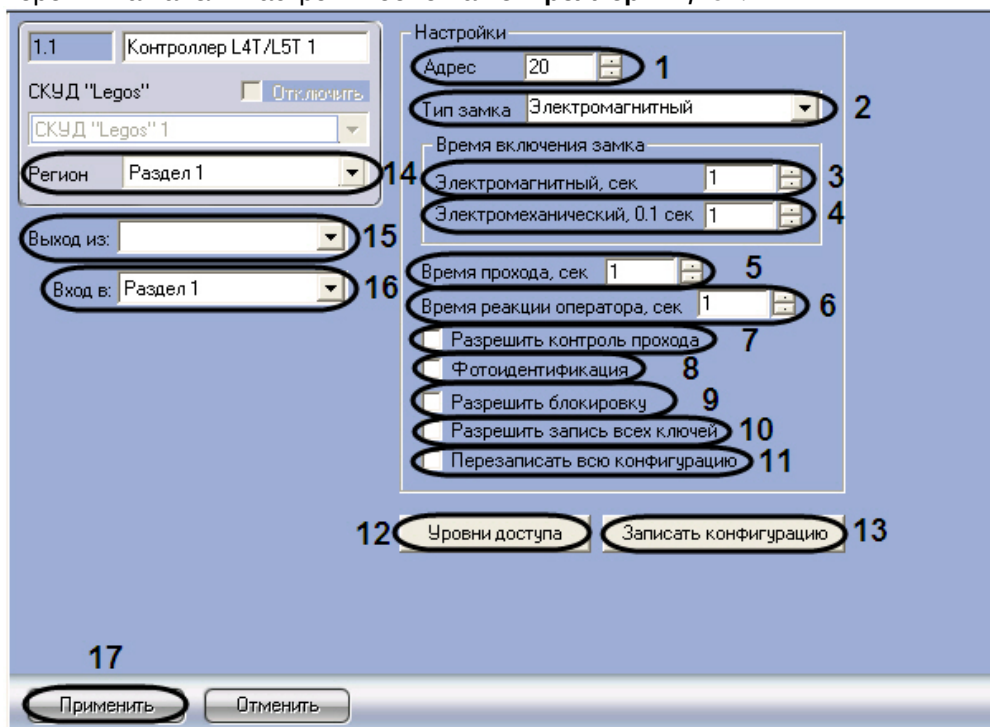 1.1 Контроллер L4T/L5T 1
СКУД "Legos" Отключить
СКУД "Legos" 1
Регион Раздел 1 14
Выход из: 15
Вход в: Раздел 1 16
Настройки
Адрес 20 1
Тип замка Электромагнитный 2
Время включения замка
Электромагнитный, сек 1 3
Электромеханический, 0.1 сек 1 4
Время прохода, сек 1 5
Время реакции оператора, сек 1 6
Разрешить контроль прохода 7
Фотоидентификация 8
Разрешить блокировку 9
Разрешить запись всех ключей 10
Перезаписать всю конфигурацию 11
12 Уровни доступа Записать конфигурацию 13
17
Применить Отменить